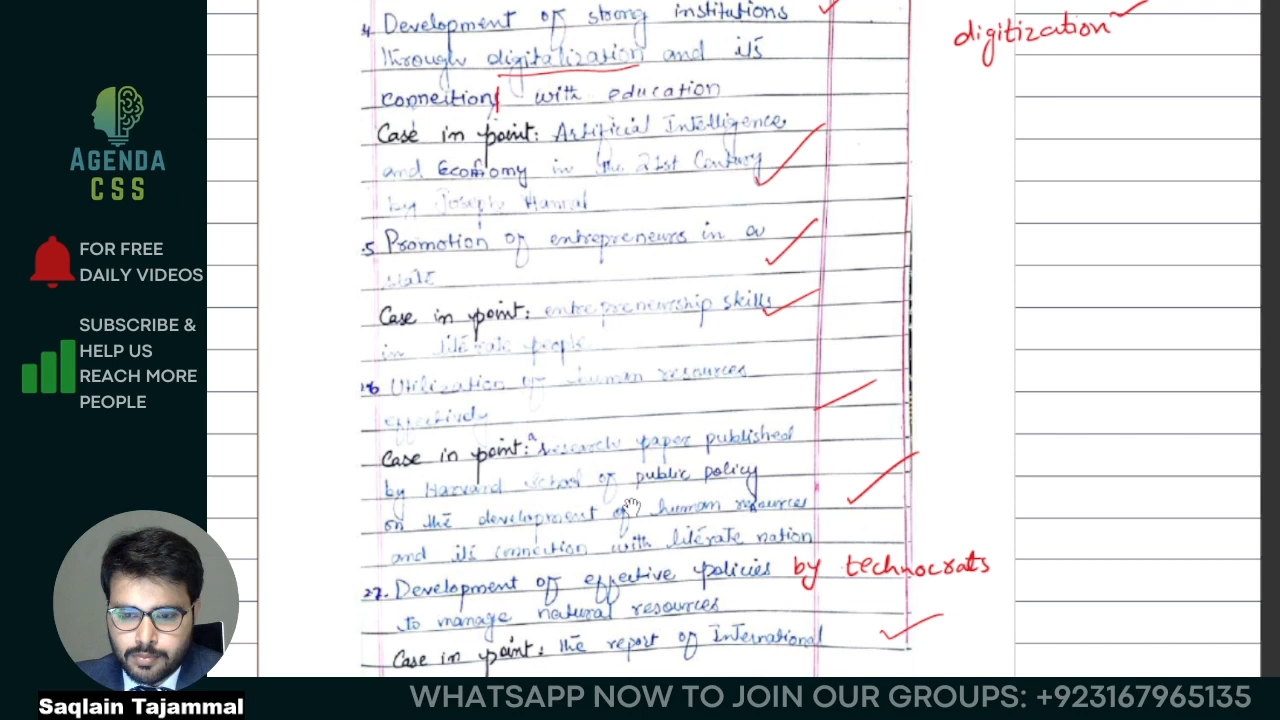 AGENDA
CSS
FOR FREE
DAILY VIDEOS
SUBSCRIBE &
HELP US
REACH MORE
PEOPLE
Saqlain Tajammal
.4 Development of strong institutions
through digitalization and its
digitization
connection with education
Case in point: Artificial Intelligence
and Economy in the 21st Century
by Joseph
.5 Promotion of entrepreneurs in a
state
Case in point: entrepreneurship skills
in literate people
.6 Utilization of human resources
effectively
Case in point: a research paper published
by Harvard school of public policy
on the development of human resources
and its connection with literate nation
27. Development of effective policies by technocrats
to manage natural resources
Case in point: the report of International
WHATSAPP NOW TO JOIN OUR GROUPS: +923167965135